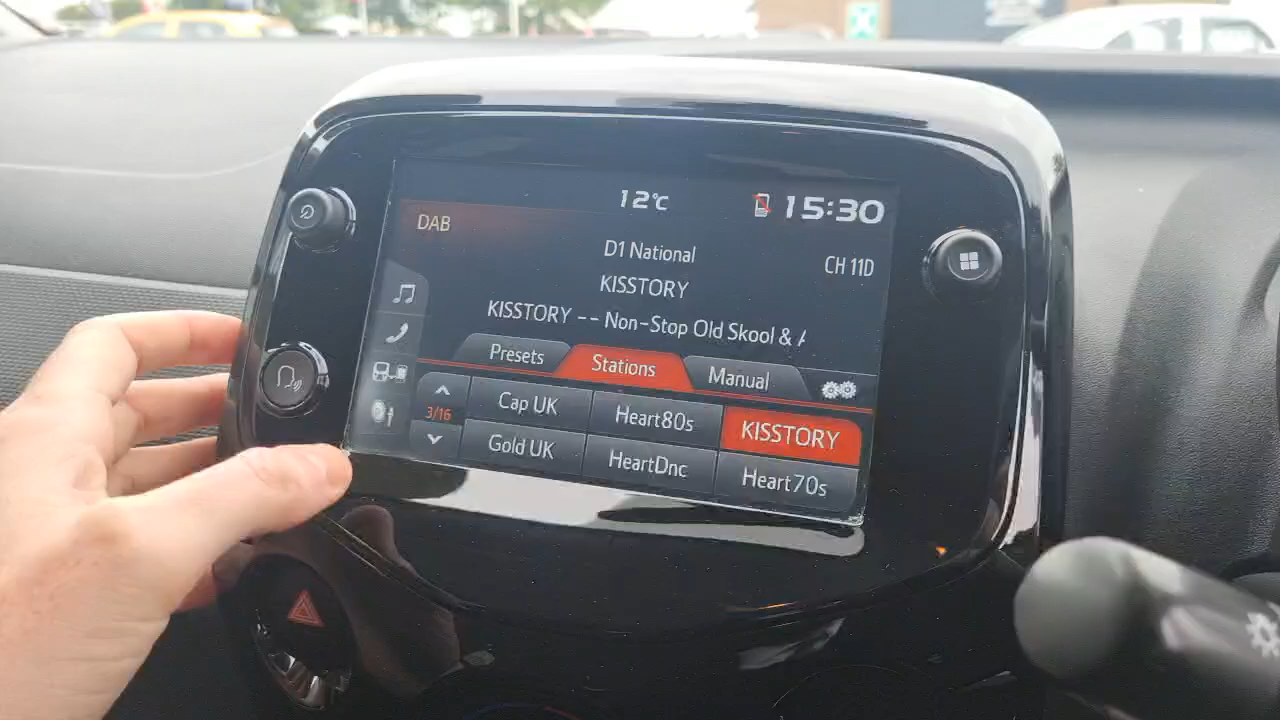 12°C 15:30
DAB
D1 National
CH 11D
KISSTORY
KISSTORY -- Non-Stop Old Skool &
Presets Stations Manual
3/16
Cap UK Heart80s KISSTORY
Gold UK HeartDnc Heart70s